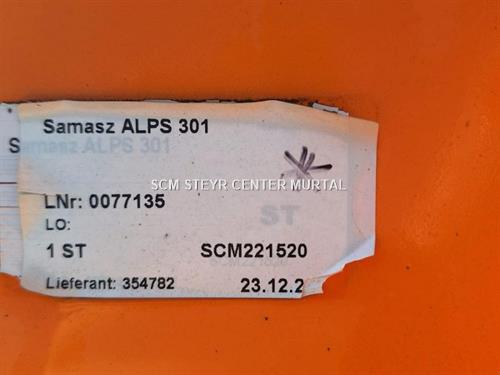 Samasz ALPS 301
Samasz ALPS 301
SCM STEYR CENTER MURTAL
LNr: 0077135
ST
LO:
1 ST SCM221520
SCM221520
Lieferant: 354782 23.12.2